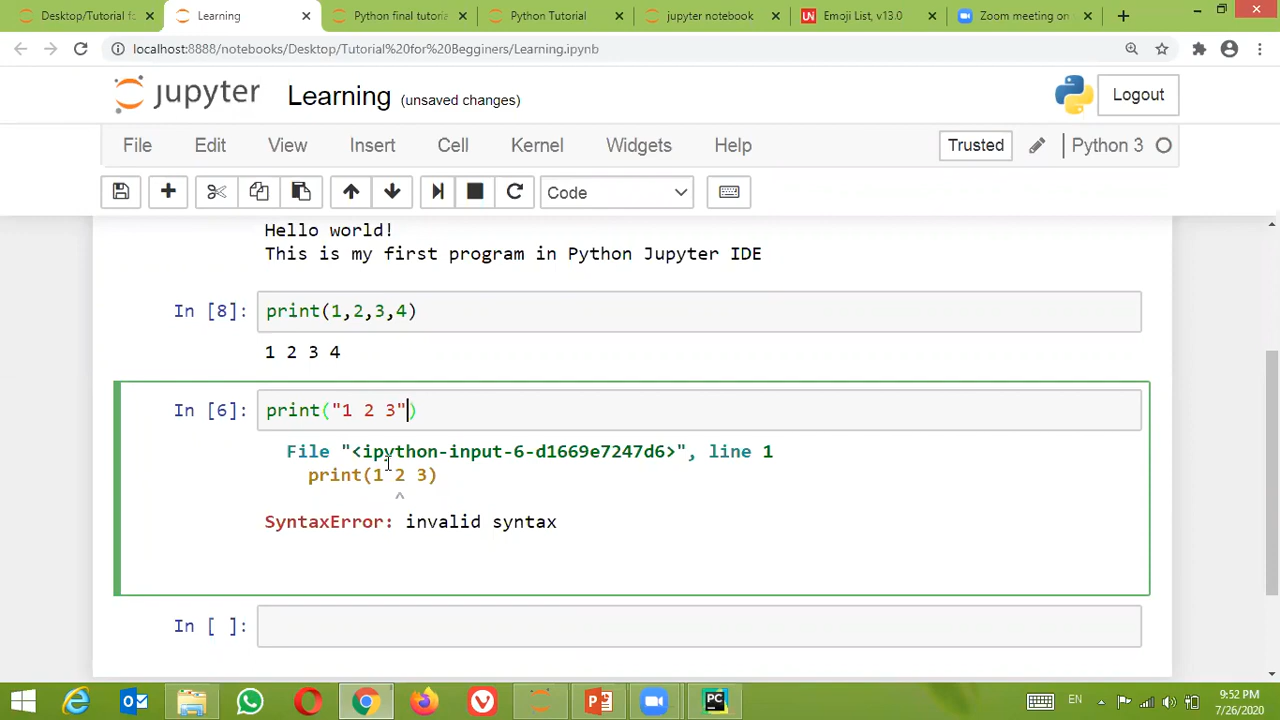 Desktop/Tutorial fo
Learning
Python final tutoria
Python Tutorial
jupyter notebook
UN
Emoji List, v13.0
Zoom meeting on
localhost:8888/notebooks/Desktop/Tutorial%20for%20Begginers/Learning.ipynb
jupyter Learning (unsaved changes)
Logout
File Edit View Insert Cell Kernel Widgets Help
Trusted
Python 3
Code
Hello world!
This is my first program in Python Jupyter IDE
In [8]: print(1,2,3,4)
1 2 3 4
In [6]: print("1 2 3")
File "<ipython-input-6-d1669e7247d6>", line 1
print(1 2 3)
^
SyntaxError: invalid syntax
In [ ]:
EN
9:52 PM
7/26/2020